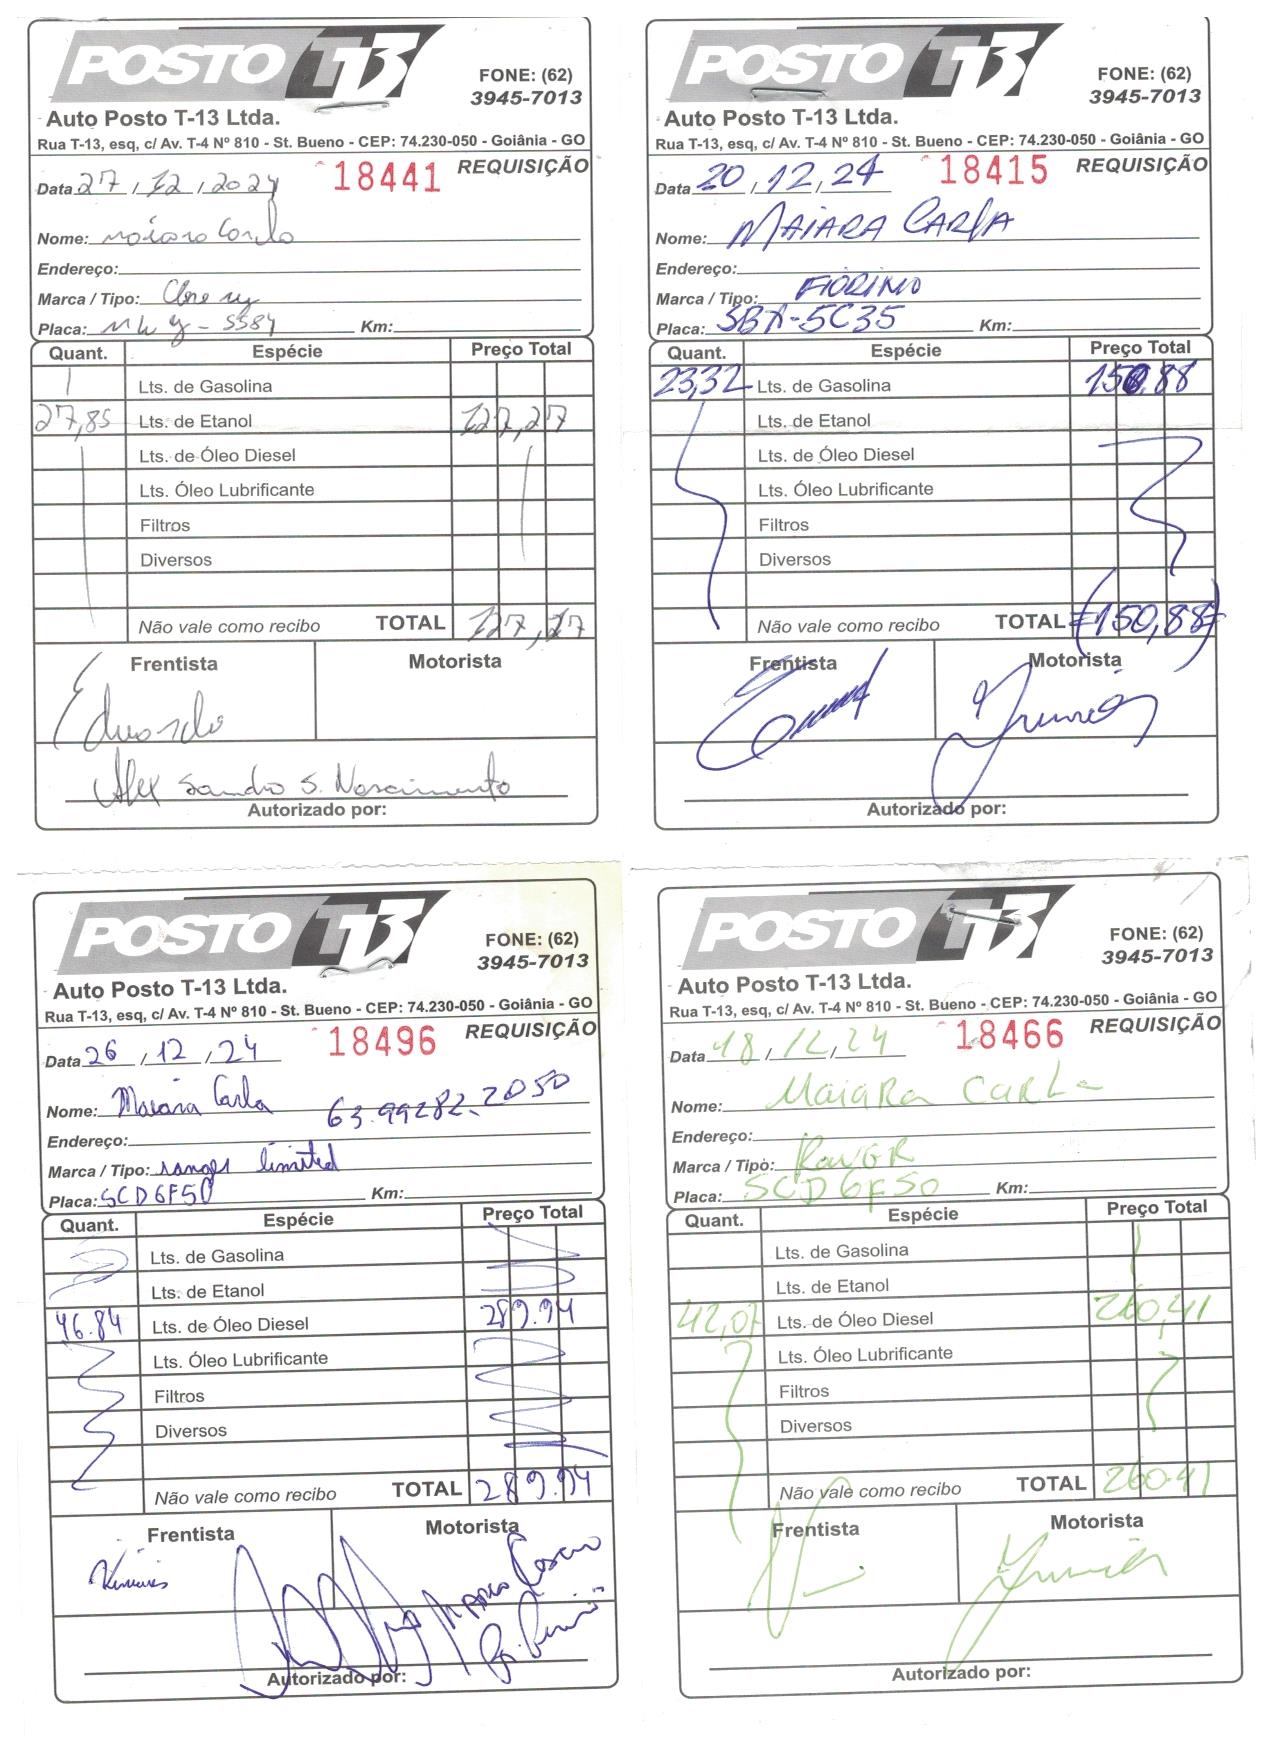 POSTO T13
FONE: (62)
3945-7013
Auto Posto T-13 Ltda.
Rua T-13, esq, c/ Av. T-4 Nº 810 - St. Bueno - CEP: 74.230-050 - Goiânia - GO
Data 27 / 12 / 2024 18441 REQUISIÇÃO
Nome: Maiara Carla
Endereço:
Marca / Tipo:
Placa: Km:
Quant. Espécie Preço Total
Lts. de Gasolina
27,85 Lts. de Etanol 127,27
Lts. de Óleo Diesel
Lts. Óleo Lubrificante
Filtros
Diversos
Não vale como recibo TOTAL 127,27
Frentista Motorista
Eduardo
Alex Sandro S. Nascimento
Autorizado por:
POSTO T13
FONE: (62)
3945-7013
Auto Posto T-13 Ltda.
Rua T-13, esq, c/ Av. T-4 Nº 810 - St. Bueno - CEP: 74.230-050 - Goiânia - GO
Data 20 / 12 / 24 18415 REQUISIÇÃO
Nome: MAIARA CARLA
Endereço:
Marca / Tipo: FIORINO
Placa: SBA-5C35 Km:
Quant. Espécie Preço Total
23,32 Lts. de Gasolina 150,88
Lts. de Etanol
Lts. de Óleo Diesel
Lts. Óleo Lubrificante
Filtros
Diversos
Não vale como recibo TOTAL (=150,88=)
Frentista Motorista
Autorizado por:
POSTO T13
FONE: (62)
3945-7013
Auto Posto T-13 Ltda.
Rua T-13, esq, c/ Av. T-4 Nº 810 - St. Bueno - CEP: 74.230-050 - Goiânia - GO
Data 26 / 12 / 24 18496 REQUISIÇÃO
Nome: Maiara Carla 63.99282.2050
Endereço:
Marca / Tipo: ranger limited
Placa: SCD6F50 Km:
Quant. Espécie Preço Total
Lts. de Gasolina
Lts. de Etanol
46.84 Lts. de Óleo Diesel 289.94
Lts. Óleo Lubrificante
Filtros
Diversos
Não vale como recibo TOTAL 289.94
Frentista Motorista
Vinicius
Autorizado por:
POSTO T13
FONE: (62)
3945-7013
Auto Posto T-13 Ltda.
Rua T-13, esq, c/ Av. T-4 Nº 810 - St. Bueno - CEP: 74.230-050 - Goiânia - GO
Data 18 / 12 / 24 18466 REQUISIÇÃO
Nome: MAIARA CARLA
Endereço:
Marca / Tipo: RANGER
Placa: SCD6F50 Km:
Quant. Espécie Preço Total
Lts. de Gasolina
Lts. de Etanol
42,07 Lts. de Óleo Diesel 260,41
Lts. Óleo Lubrificante
Filtros
Diversos
Não vale como recibo TOTAL 260.41
Frentista Motorista
Autorizado por: